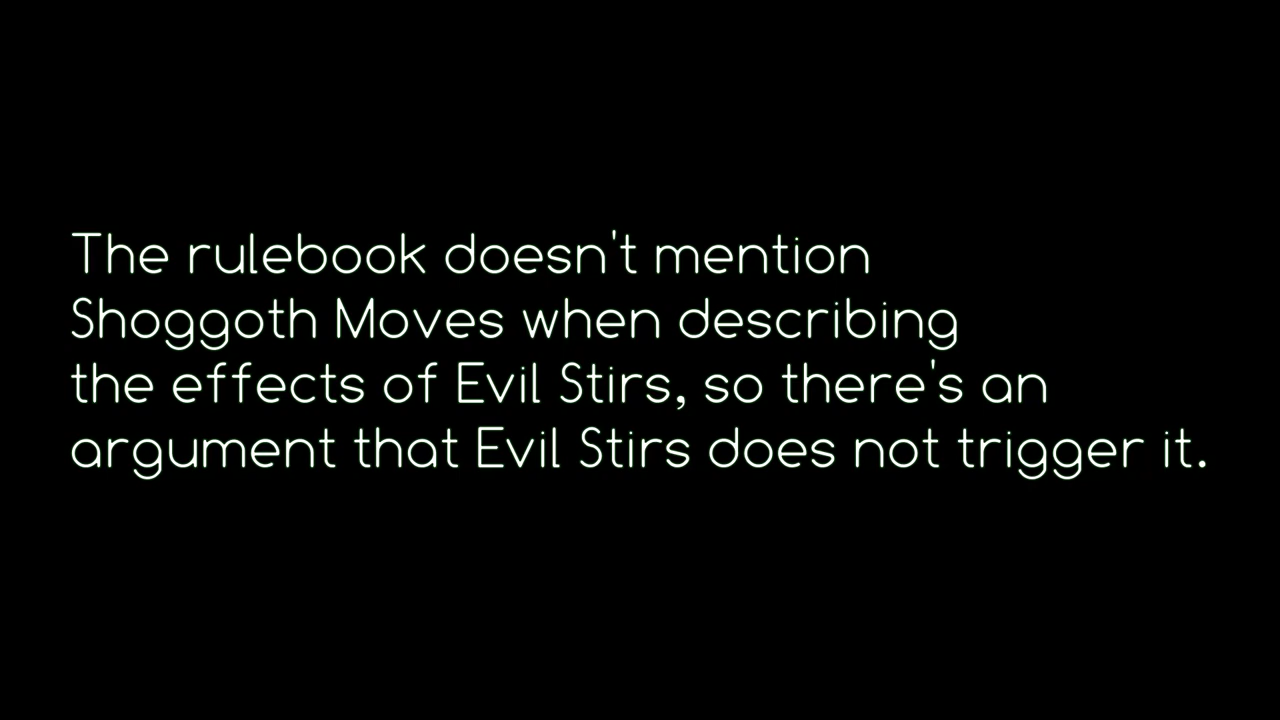 The rulebook doesn't mention
Shoggoth Moves when describing
the effects of Evil Stirs, so there's an
argument that Evil Stirs does not trigger it.